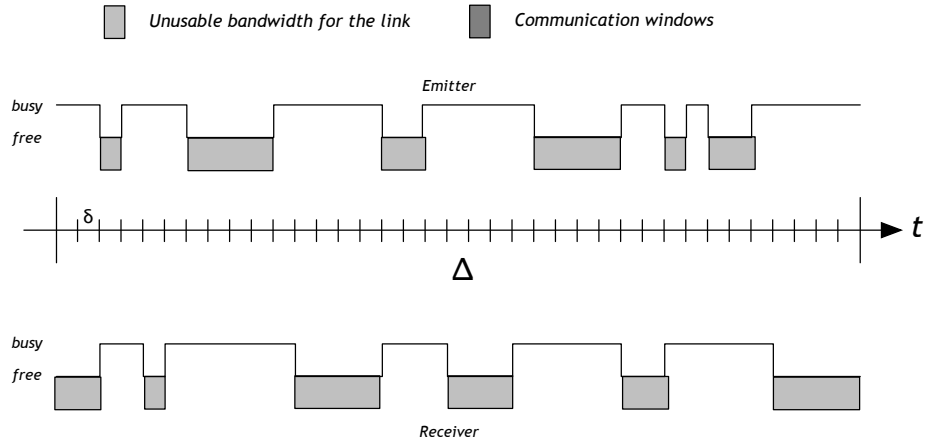 Unusable bandwidth for the link
Communication windows
Emitter
busy
free
δ
t
Δ
busy
free
Receiver